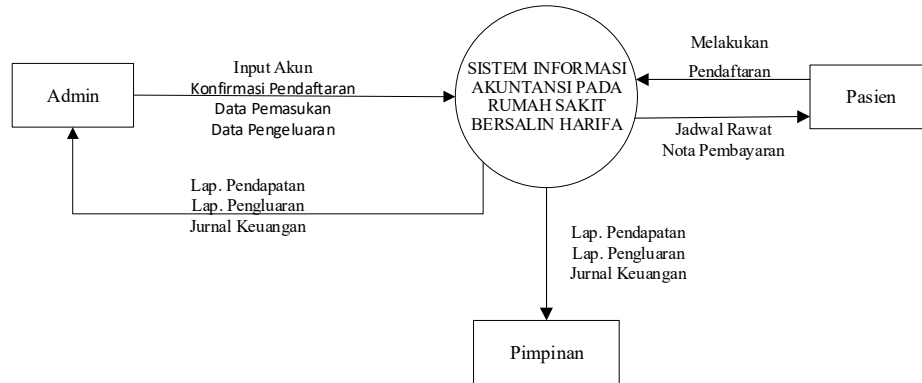 Admin
Input Akun
Konfirmasi Pendaftaran
Data Pemasukan
Data Pengeluaran
SISTEM INFORMASI
AKUNTANSI PADA
RUMAH SAKIT
BERSALIN HARIFA
Melakukan
Pendaftaran
Pasien
Jadwal Rawat
Nota Pembayaran
Lap. Pendapatan
Lap. Pengluaran
Jurnal Keuangan
Lap. Pendapatan
Lap. Pengluaran
Jurnal Keuangan
Pimpinan